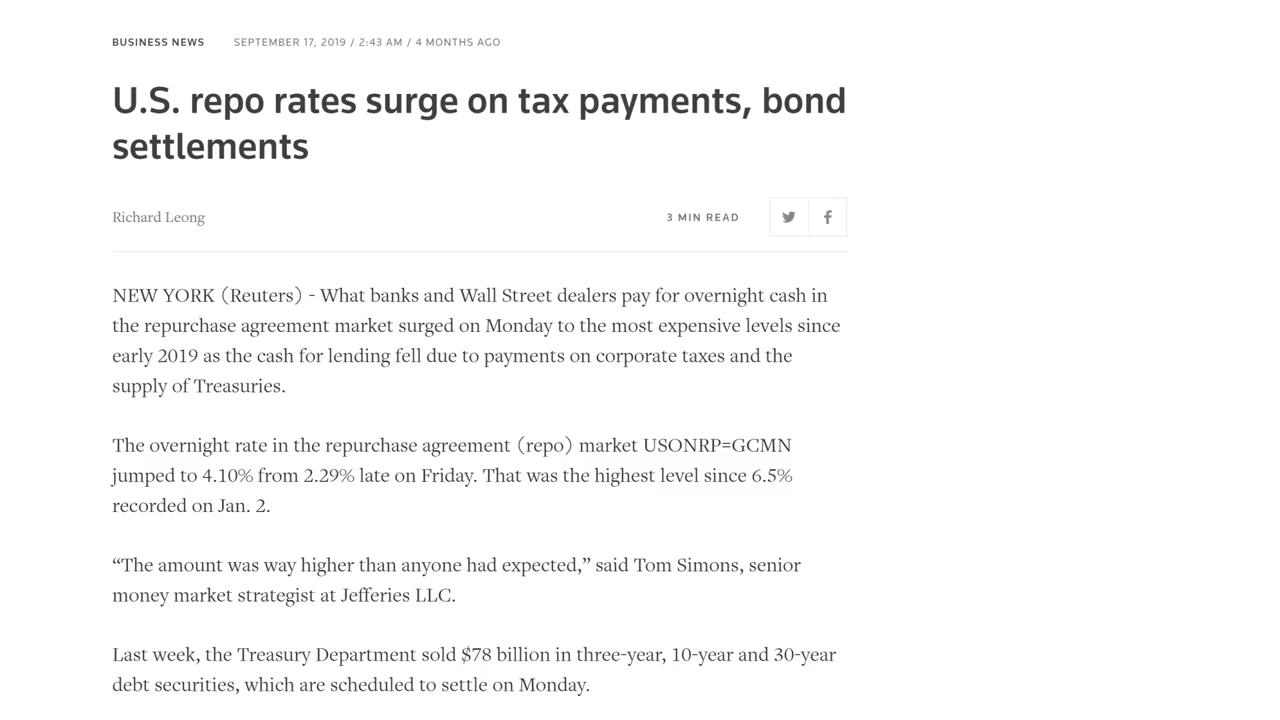 BUSINESS NEWS SEPTEMBER 17, 2019 / 2:43 AM / 4 MONTHS AGO
U.S. repo rates surge on tax payments, bond
settlements
Richard Leong 3 MIN READ
NEW YORK (Reuters) - What banks and Wall Street dealers pay for overnight cash in
the repurchase agreement market surged on Monday to the most expensive levels since
early 2019 as the cash for lending fell due to payments on corporate taxes and the
supply of Treasuries.
The overnight rate in the repurchase agreement (repo) market USONRP=GCMN
jumped to 4.10% from 2.29% late on Friday. That was the highest level since 6.5%
recorded on Jan. 2.
“The amount was way higher than anyone had expected,” said Tom Simons, senior
money market strategist at Jefferies LLC.
Last week, the Treasury Department sold $78 billion in three-year, 10-year and 30-year
debt securities, which are scheduled to settle on Monday.